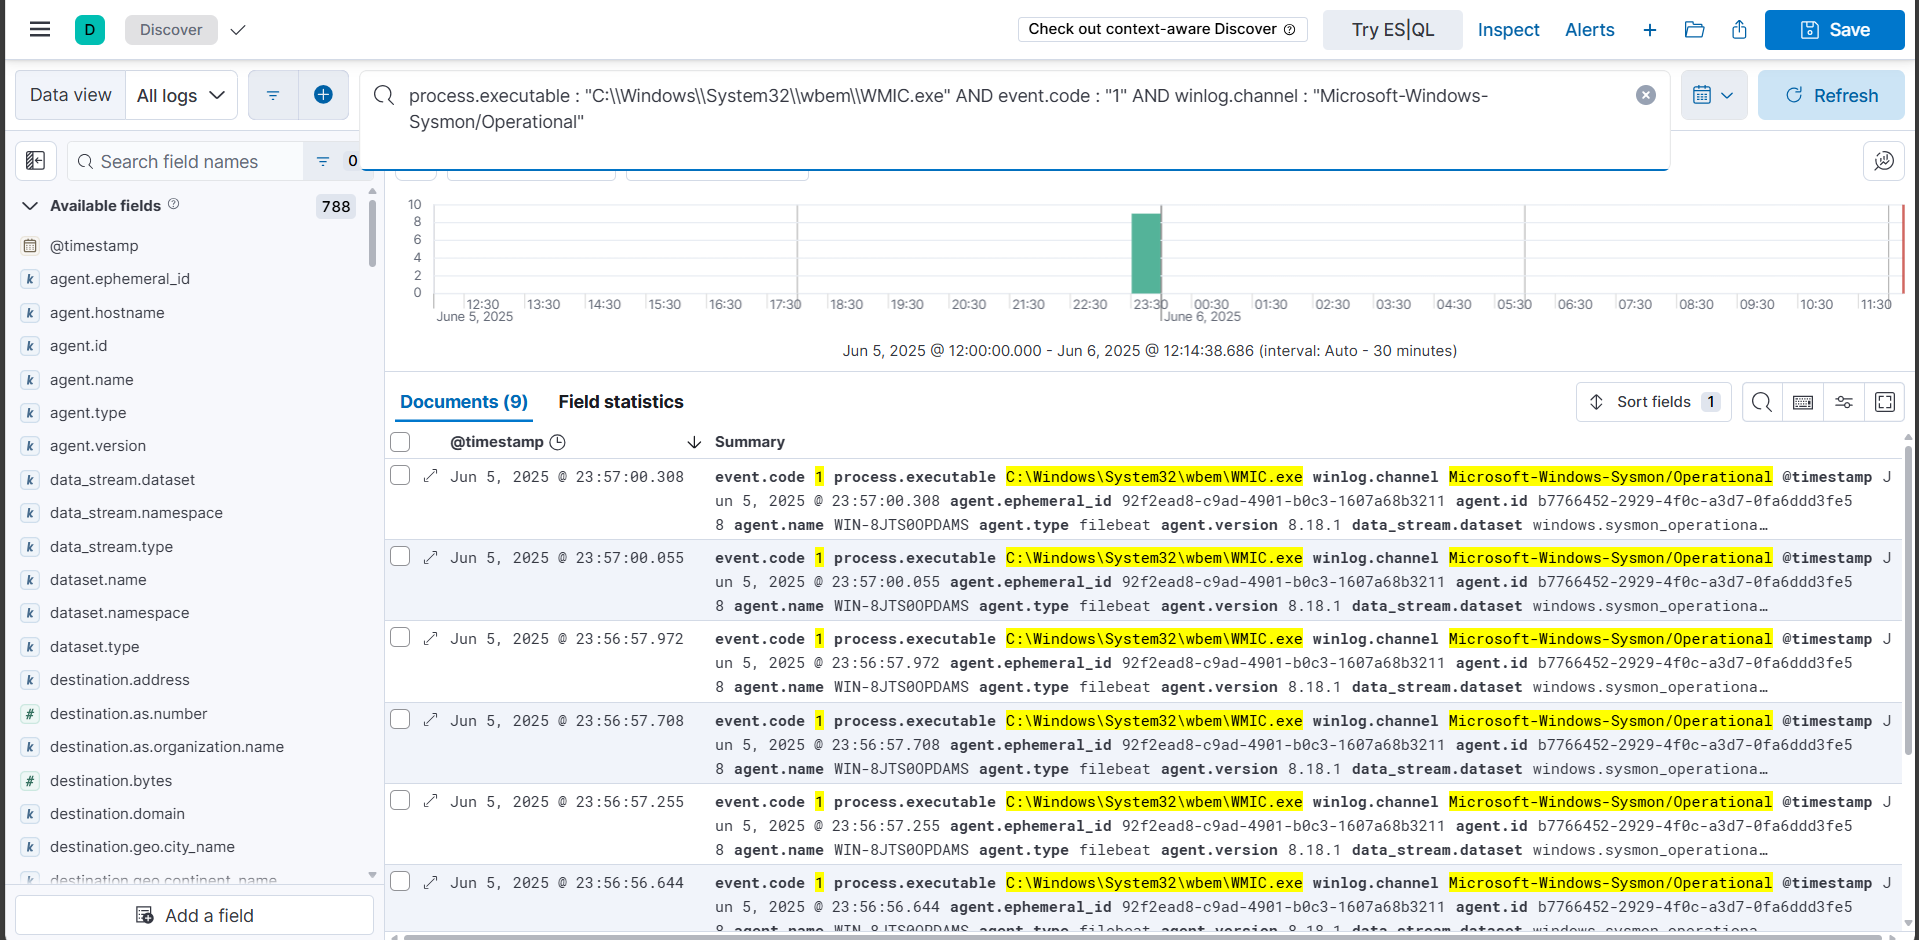 D
Discover
Check out context-aware Discover
Try ES|QL
Inspect
Alerts
Save
Data view
All logs
process.executable : "C:\\Windows\\System32\\wbem\\WMIC.exe" AND event.code : "1" AND winlog.channel : "Microsoft-Windows-
Sysmon/Operational"
Refresh
Search field names
0
Available fields
788
@timestamp
agent.ephemeral_id
agent.hostname
agent.id
agent.name
agent.type
agent.version
data_stream.dataset
data_stream.namespace
data_stream.type
dataset.name
dataset.namespace
dataset.type
destination.address
destination.as.number
destination.as.organization.name
destination.bytes
destination.domain
destination.geo.city_name
destination.geo.continent_name
Add a field
10
8
6
4
2
0
12:30 13:30 14:30 15:30 16:30 17:30 18:30 19:30 20:30 21:30 22:30 23:30 00:30 01:30 02:30 03:30 04:30 05:30 06:30 07:30 08:30 09:30 10:30 11:30
June 5, 2025 June 6, 2025
Jun 5, 2025 @ 12:00:00.000 - Jun 6, 2025 @ 12:14:38.686 (interval: Auto - 30 minutes)
Documents (9)
Field statistics
Sort fields 1
@timestamp
Summary
Jun 5, 2025 @ 23:57:00.308
event.code 1 process.executable C:\Windows\System32\wbem\WMIC.exe winlog.channel Microsoft-Windows-Sysmon/Operational @timestamp J
un 5, 2025 @ 23:57:00.308 agent.ephemeral_id 92f2ead8-c9ad-4901-b0c3-1607a68b3211 agent.id b7766452-2929-4f0c-a3d7-0fa6ddd3fe5
8 agent.name WIN-8JTS0OPDAMS agent.type filebeat agent.version 8.18.1 data_stream.dataset windows.sysmon_operationa…
Jun 5, 2025 @ 23:57:00.055
event.code 1 process.executable C:\Windows\System32\wbem\WMIC.exe winlog.channel Microsoft-Windows-Sysmon/Operational @timestamp J
un 5, 2025 @ 23:57:00.055 agent.ephemeral_id 92f2ead8-c9ad-4901-b0c3-1607a68b3211 agent.id b7766452-2929-4f0c-a3d7-0fa6ddd3fe5
8 agent.name WIN-8JTS0OPDAMS agent.type filebeat agent.version 8.18.1 data_stream.dataset windows.sysmon_operationa…
Jun 5, 2025 @ 23:56:57.972
event.code 1 process.executable C:\Windows\System32\wbem\WMIC.exe winlog.channel Microsoft-Windows-Sysmon/Operational @timestamp J
un 5, 2025 @ 23:56:57.972 agent.ephemeral_id 92f2ead8-c9ad-4901-b0c3-1607a68b3211 agent.id b7766452-2929-4f0c-a3d7-0fa6ddd3fe5
8 agent.name WIN-8JTS0OPDAMS agent.type filebeat agent.version 8.18.1 data_stream.dataset windows.sysmon_operationa…
Jun 5, 2025 @ 23:56:57.708
event.code 1 process.executable C:\Windows\System32\wbem\WMIC.exe winlog.channel Microsoft-Windows-Sysmon/Operational @timestamp J
un 5, 2025 @ 23:56:57.708 agent.ephemeral_id 92f2ead8-c9ad-4901-b0c3-1607a68b3211 agent.id b7766452-2929-4f0c-a3d7-0fa6ddd3fe5
8 agent.name WIN-8JTS0OPDAMS agent.type filebeat agent.version 8.18.1 data_stream.dataset windows.sysmon_operationa…
Jun 5, 2025 @ 23:56:57.255
event.code 1 process.executable C:\Windows\System32\wbem\WMIC.exe winlog.channel Microsoft-Windows-Sysmon/Operational @timestamp J
un 5, 2025 @ 23:56:57.255 agent.ephemeral_id 92f2ead8-c9ad-4901-b0c3-1607a68b3211 agent.id b7766452-2929-4f0c-a3d7-0fa6ddd3fe5
8 agent.name WIN-8JTS0OPDAMS agent.type filebeat agent.version 8.18.1 data_stream.dataset windows.sysmon_operationa…
Jun 5, 2025 @ 23:56:56.644
event.code 1 process.executable C:\Windows\System32\wbem\WMIC.exe winlog.channel Microsoft-Windows-Sysmon/Operational @timestamp J
un 5, 2025 @ 23:56:56.644 agent.ephemeral_id 92f2ead8-c9ad-4901-b0c3-1607a68b3211 agent.id b7766452-2929-4f0c-a3d7-0fa6ddd3fe5
8 agent.name WIN-8JTS0OPDAMS agent.type filebeat agent.version 8.18.1 data_stream.dataset windows.sysmon_operationa…